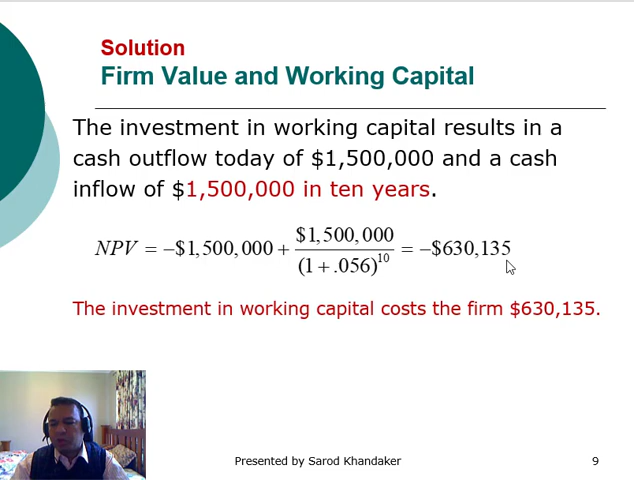 Solution
Firm Value and Working Capital
The investment in working capital results in a
cash outflow today of $1,500,000 and a cash
inflow of $1,500,000 in ten years.
NPV = −$1,500,000 + $1,500,000 / (1 + .056)^10 = −$630,135
The investment in working capital costs the firm $630,135.
Presented by Sarod Khandaker
9